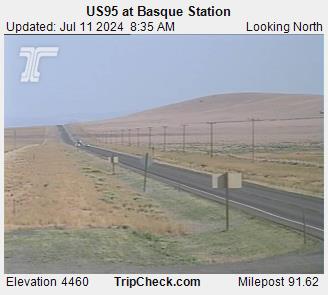 US95 at Basque Station
Updated: Jul 11 2024 8:35 AM Looking North
Elevation 4460 TripCheck.com Milepost 91.62